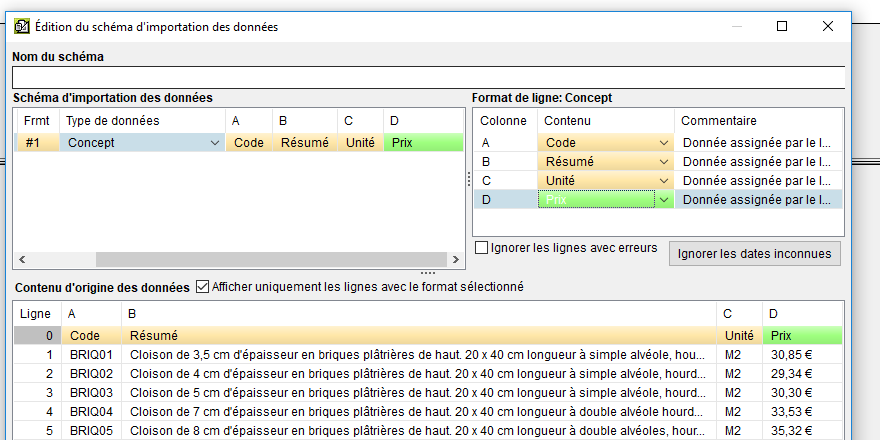 Édition du schéma d'importation des données
Nom du schéma
Schéma d'importation des données
Frmt Type de données A B C D
#1 Concept Code Résumé Unité Prix
Format de ligne: Concept
Colonne Contenu Commentaire
A Code Donnée assignée par le l...
B Résumé Donnée assignée par le l...
C Unité Donnée assignée par le l...
D Prix Donnée assignée par le l...
Ignorer les lignes avec erreurs
Ignorer les dates inconnues
Contenu d'origine des données Afficher uniquement les lignes avec le format sélectionné
Ligne A B C D
0 Code Résumé Unité Prix
1 BRIQ01 Cloison de 3,5 cm d'épaisseur en briques plâtrières de haut. 20 x 40 cm longueur à simple alvéole, hourd... M2 30,85 €
2 BRIQ02 Cloison de 4 cm d'épaisseur en briques plâtrières de haut. 20 x 40 cm longueur à simple alvéole, hourd... M2 29,34 €
3 BRIQ03 Cloison de 5 cm d'épaisseur en briques plâtrières de haut. 20 x 40 cm longueur à simple alvéole, hourd... M2 30,30 €
4 BRIQ04 Cloison de 7 cm d'épaisseur en briques plâtrières de haut. 20 x 40 cm longueur à double alvéole hourd... M2 33,53 €
5 BRIQ05 Cloison de 8 cm d'épaisseur en briques plâtrières de haut. 20 x 40 cm longueur à double alvéoles, hour... M2 35,32 €